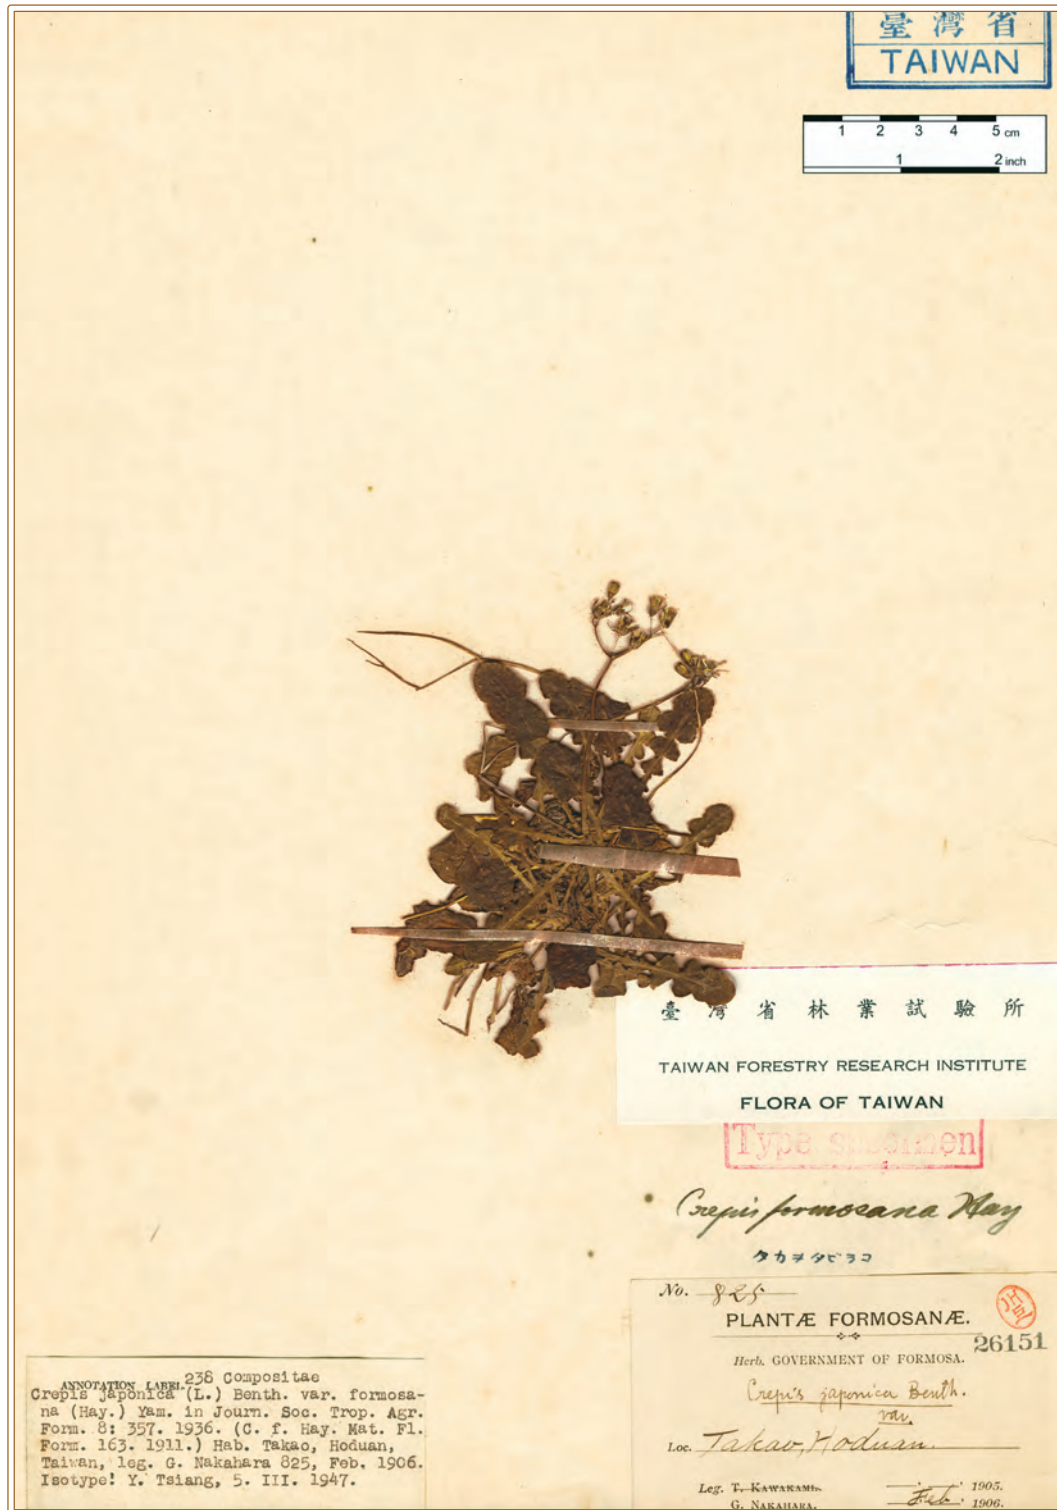 臺灣省
TAIWAN
1 2 3 4 5 cm
1 2 inch
臺灣省林業試驗所
TAIWAN FORESTRY RESEARCH INSTITUTE
FLORA OF TAIWAN
Type specimen
Crepis formosana Hay
タカヲタビラコ
No. 825
PLANTÆ FORMOSANÆ.
26151
Herb. GOVERNMENT OF FORMOSA.
Crepis japonica Benth.
var.
Loc. Takao, Hoduan.
Leg. T. KAWAKAMI. 1905.
G. NAKAHARA. Feb. 1906.
ANNOTATION LABEL 238 Compositae
Crepis japonica (L.) Benth. var. formosa-
na (Hay.) Yam. in Journ. Soc. Trop. Agr.
Form. 8: 357. 1936. (C. f. Hay. Mat. Fl.
Form. 163. 1911.) Hab. Takao, Hoduan,
Taiwan, leg. G. Nakahara 825, Feb. 1906.
Isotype! Y. Tsiang, 5. III. 1947.